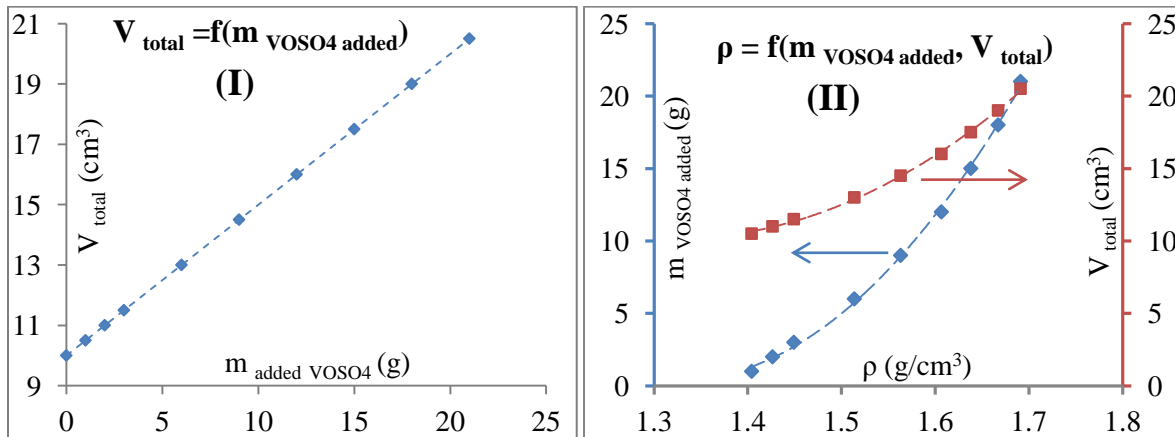 V total =f(m VOSO4 added)
(I)
V total (cm³)
21
19
17
15
13
11
9
m added VOSO4 (g)
0 5 10 15 20 25
ρ = f(m VOSO4 added, V total)
(II)
m VOSO4 added (g)
25
20
15
10
5
0
V total (cm³)
25
20
15
10
5
0
ρ (g/cm³)
1.3 1.4 1.5 1.6 1.7 1.8